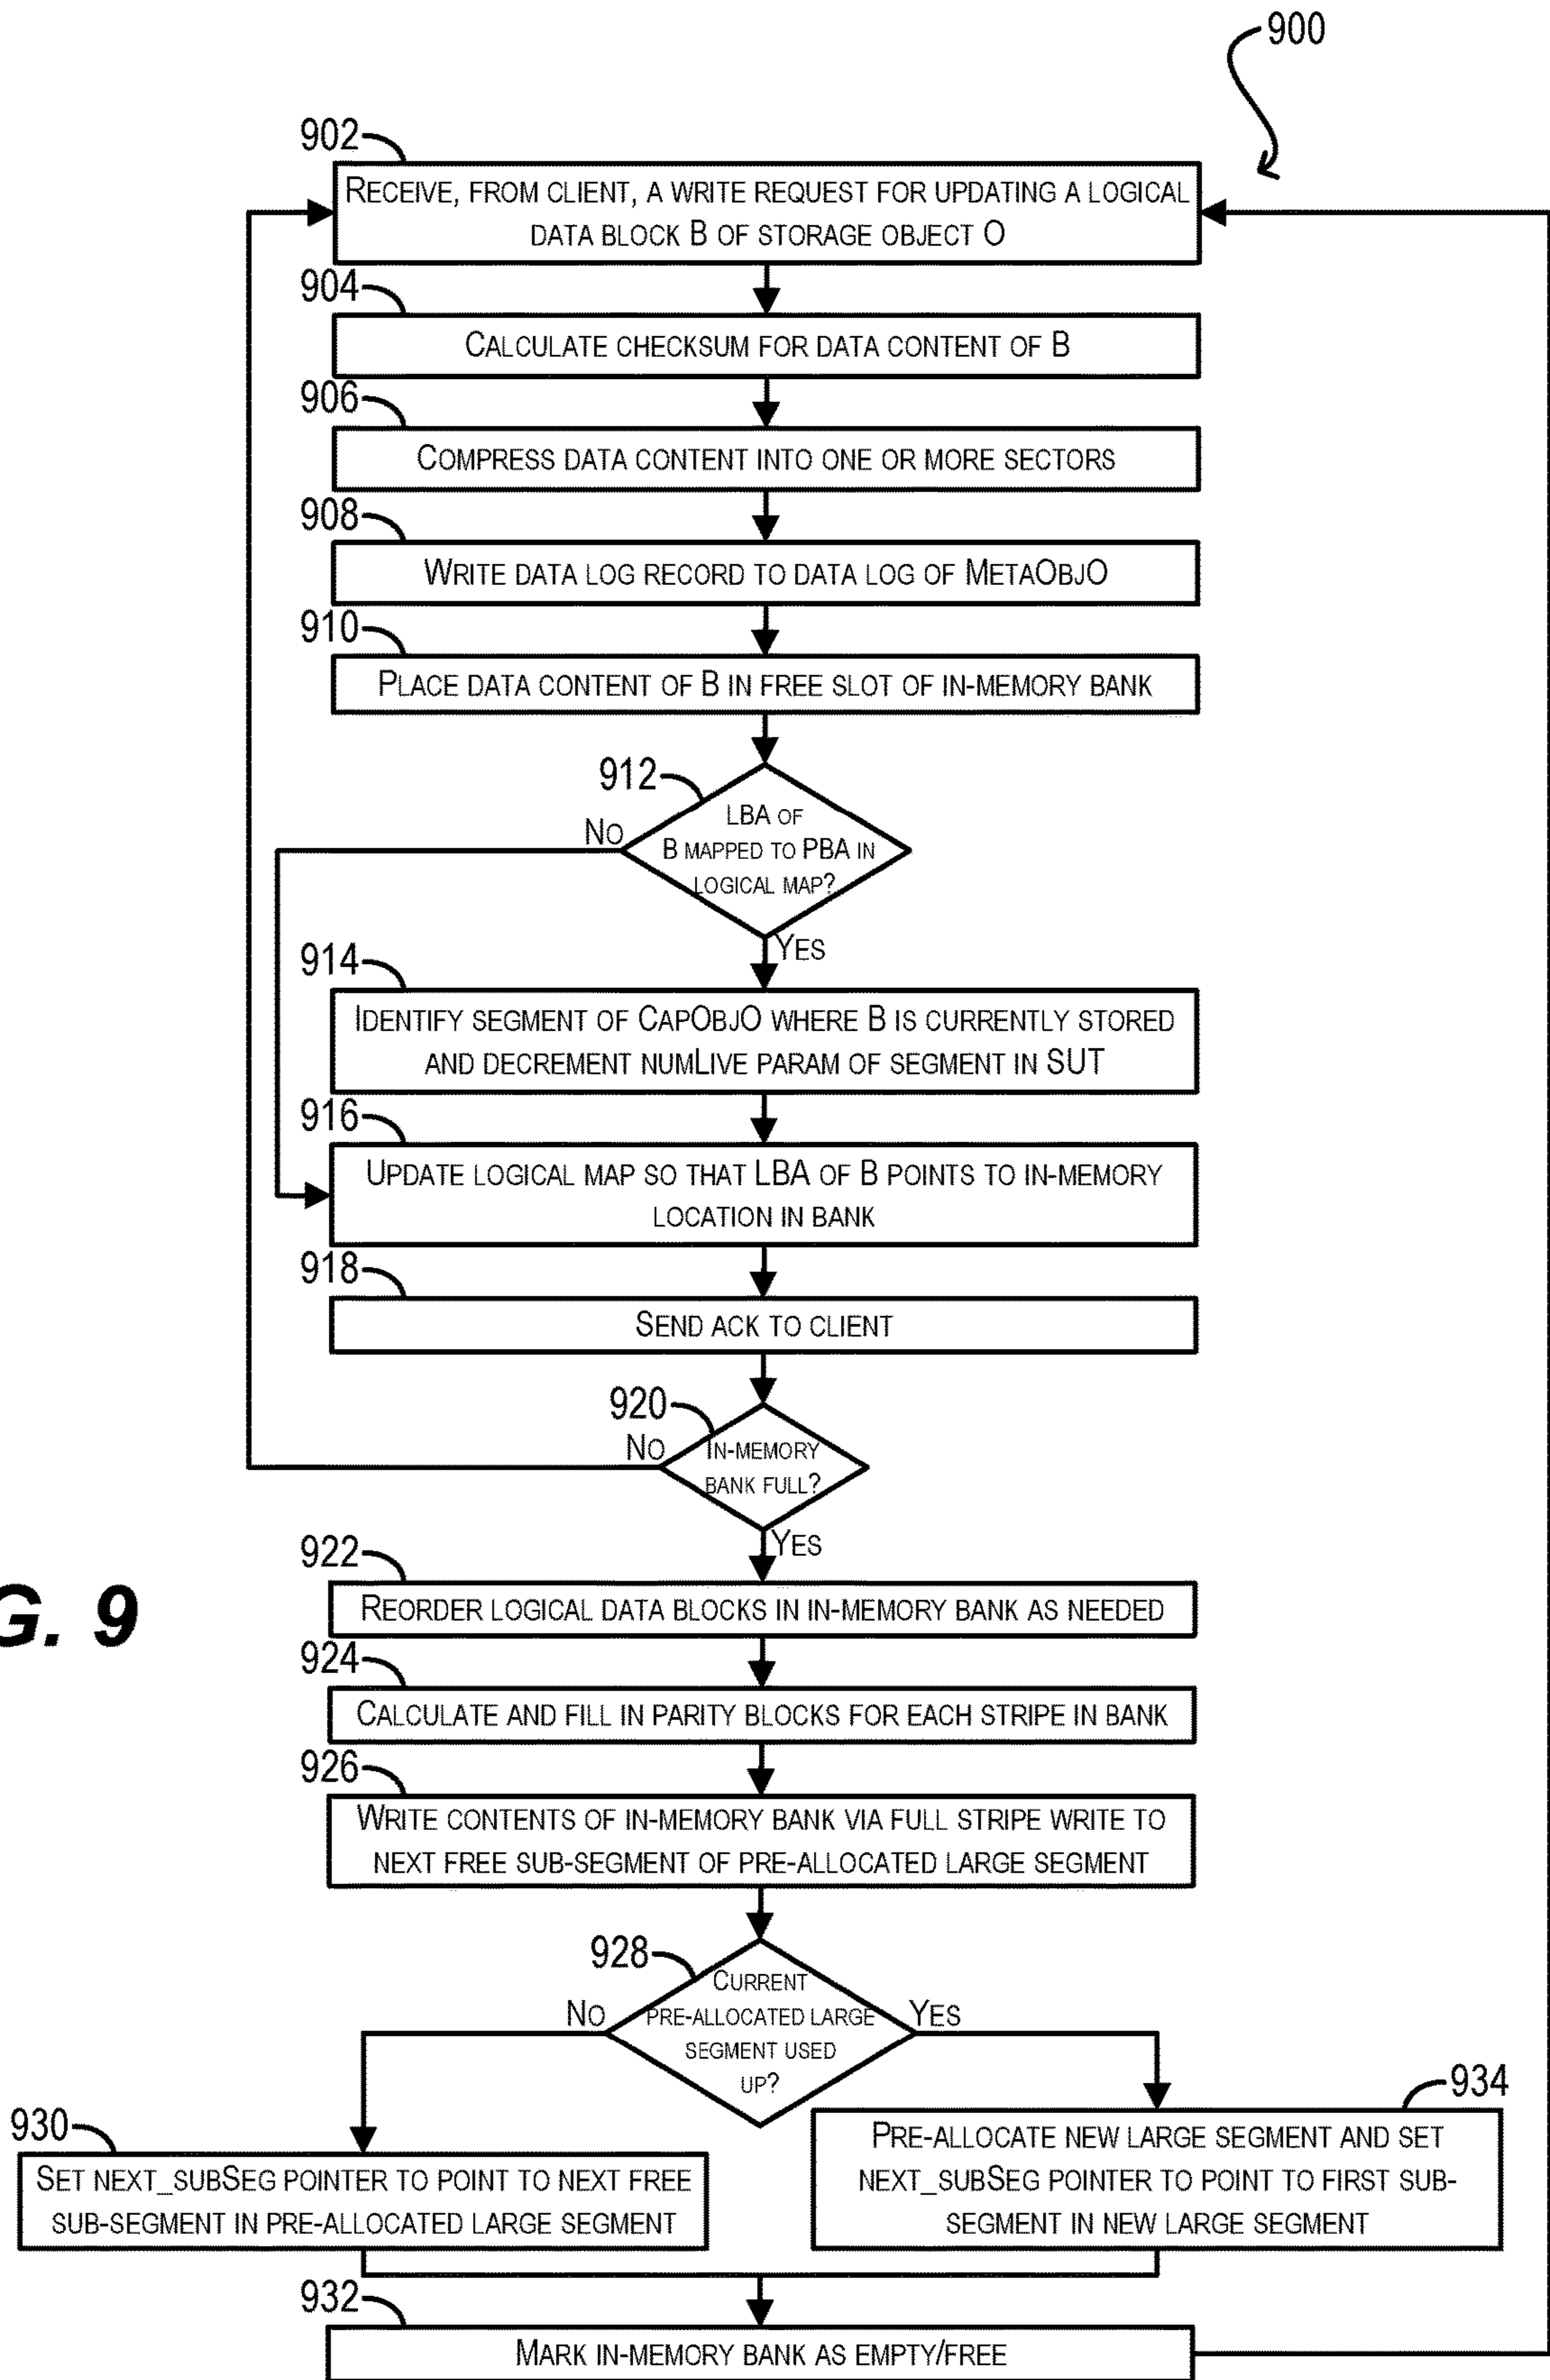 900
902
RECEIVE, FROM CLIENT, A WRITE REQUEST FOR UPDATING A LOGICAL
DATA BLOCK B OF STORAGE OBJECT O
904
CALCULATE CHECKSUM FOR DATA CONTENT OF B
906
COMPRESS DATA CONTENT INTO ONE OR MORE SECTORS
908
WRITE DATA LOG RECORD TO DATA LOG OF METAOBJO
910
PLACE DATA CONTENT OF B IN FREE SLOT OF IN-MEMORY BANK
912
LBA OF
B MAPPED TO PBA IN
LOGICAL MAP?
NO
YES
914
IDENTIFY SEGMENT OF CAPOBJO WHERE B IS CURRENTLY STORED
AND DECREMENT NUMLIVE PARAM OF SEGMENT IN SUT
916
UPDATE LOGICAL MAP SO THAT LBA OF B POINTS TO IN-MEMORY
LOCATION IN BANK
918
SEND ACK TO CLIENT
920
NO
IN-MEMORY
BANK FULL?
YES
922
REORDER LOGICAL DATA BLOCKS IN IN-MEMORY BANK AS NEEDED
G. 9
924
CALCULATE AND FILL IN PARITY BLOCKS FOR EACH STRIPE IN BANK
926
WRITE CONTENTS OF IN-MEMORY BANK VIA FULL STRIPE WRITE TO
NEXT FREE SUB-SEGMENT OF PRE-ALLOCATED LARGE SEGMENT
928
CURRENT
PRE-ALLOCATED LARGE
SEGMENT USED
UP?
NO
YES
930
SET NEXT_SUBSEG POINTER TO POINT TO NEXT FREE
SUB-SEGMENT IN PRE-ALLOCATED LARGE SEGMENT
934
PRE-ALLOCATE NEW LARGE SEGMENT AND SET
NEXT_SUBSEG POINTER TO POINT TO FIRST SUB-
SEGMENT IN NEW LARGE SEGMENT
932
MARK IN-MEMORY BANK AS EMPTY/FREE